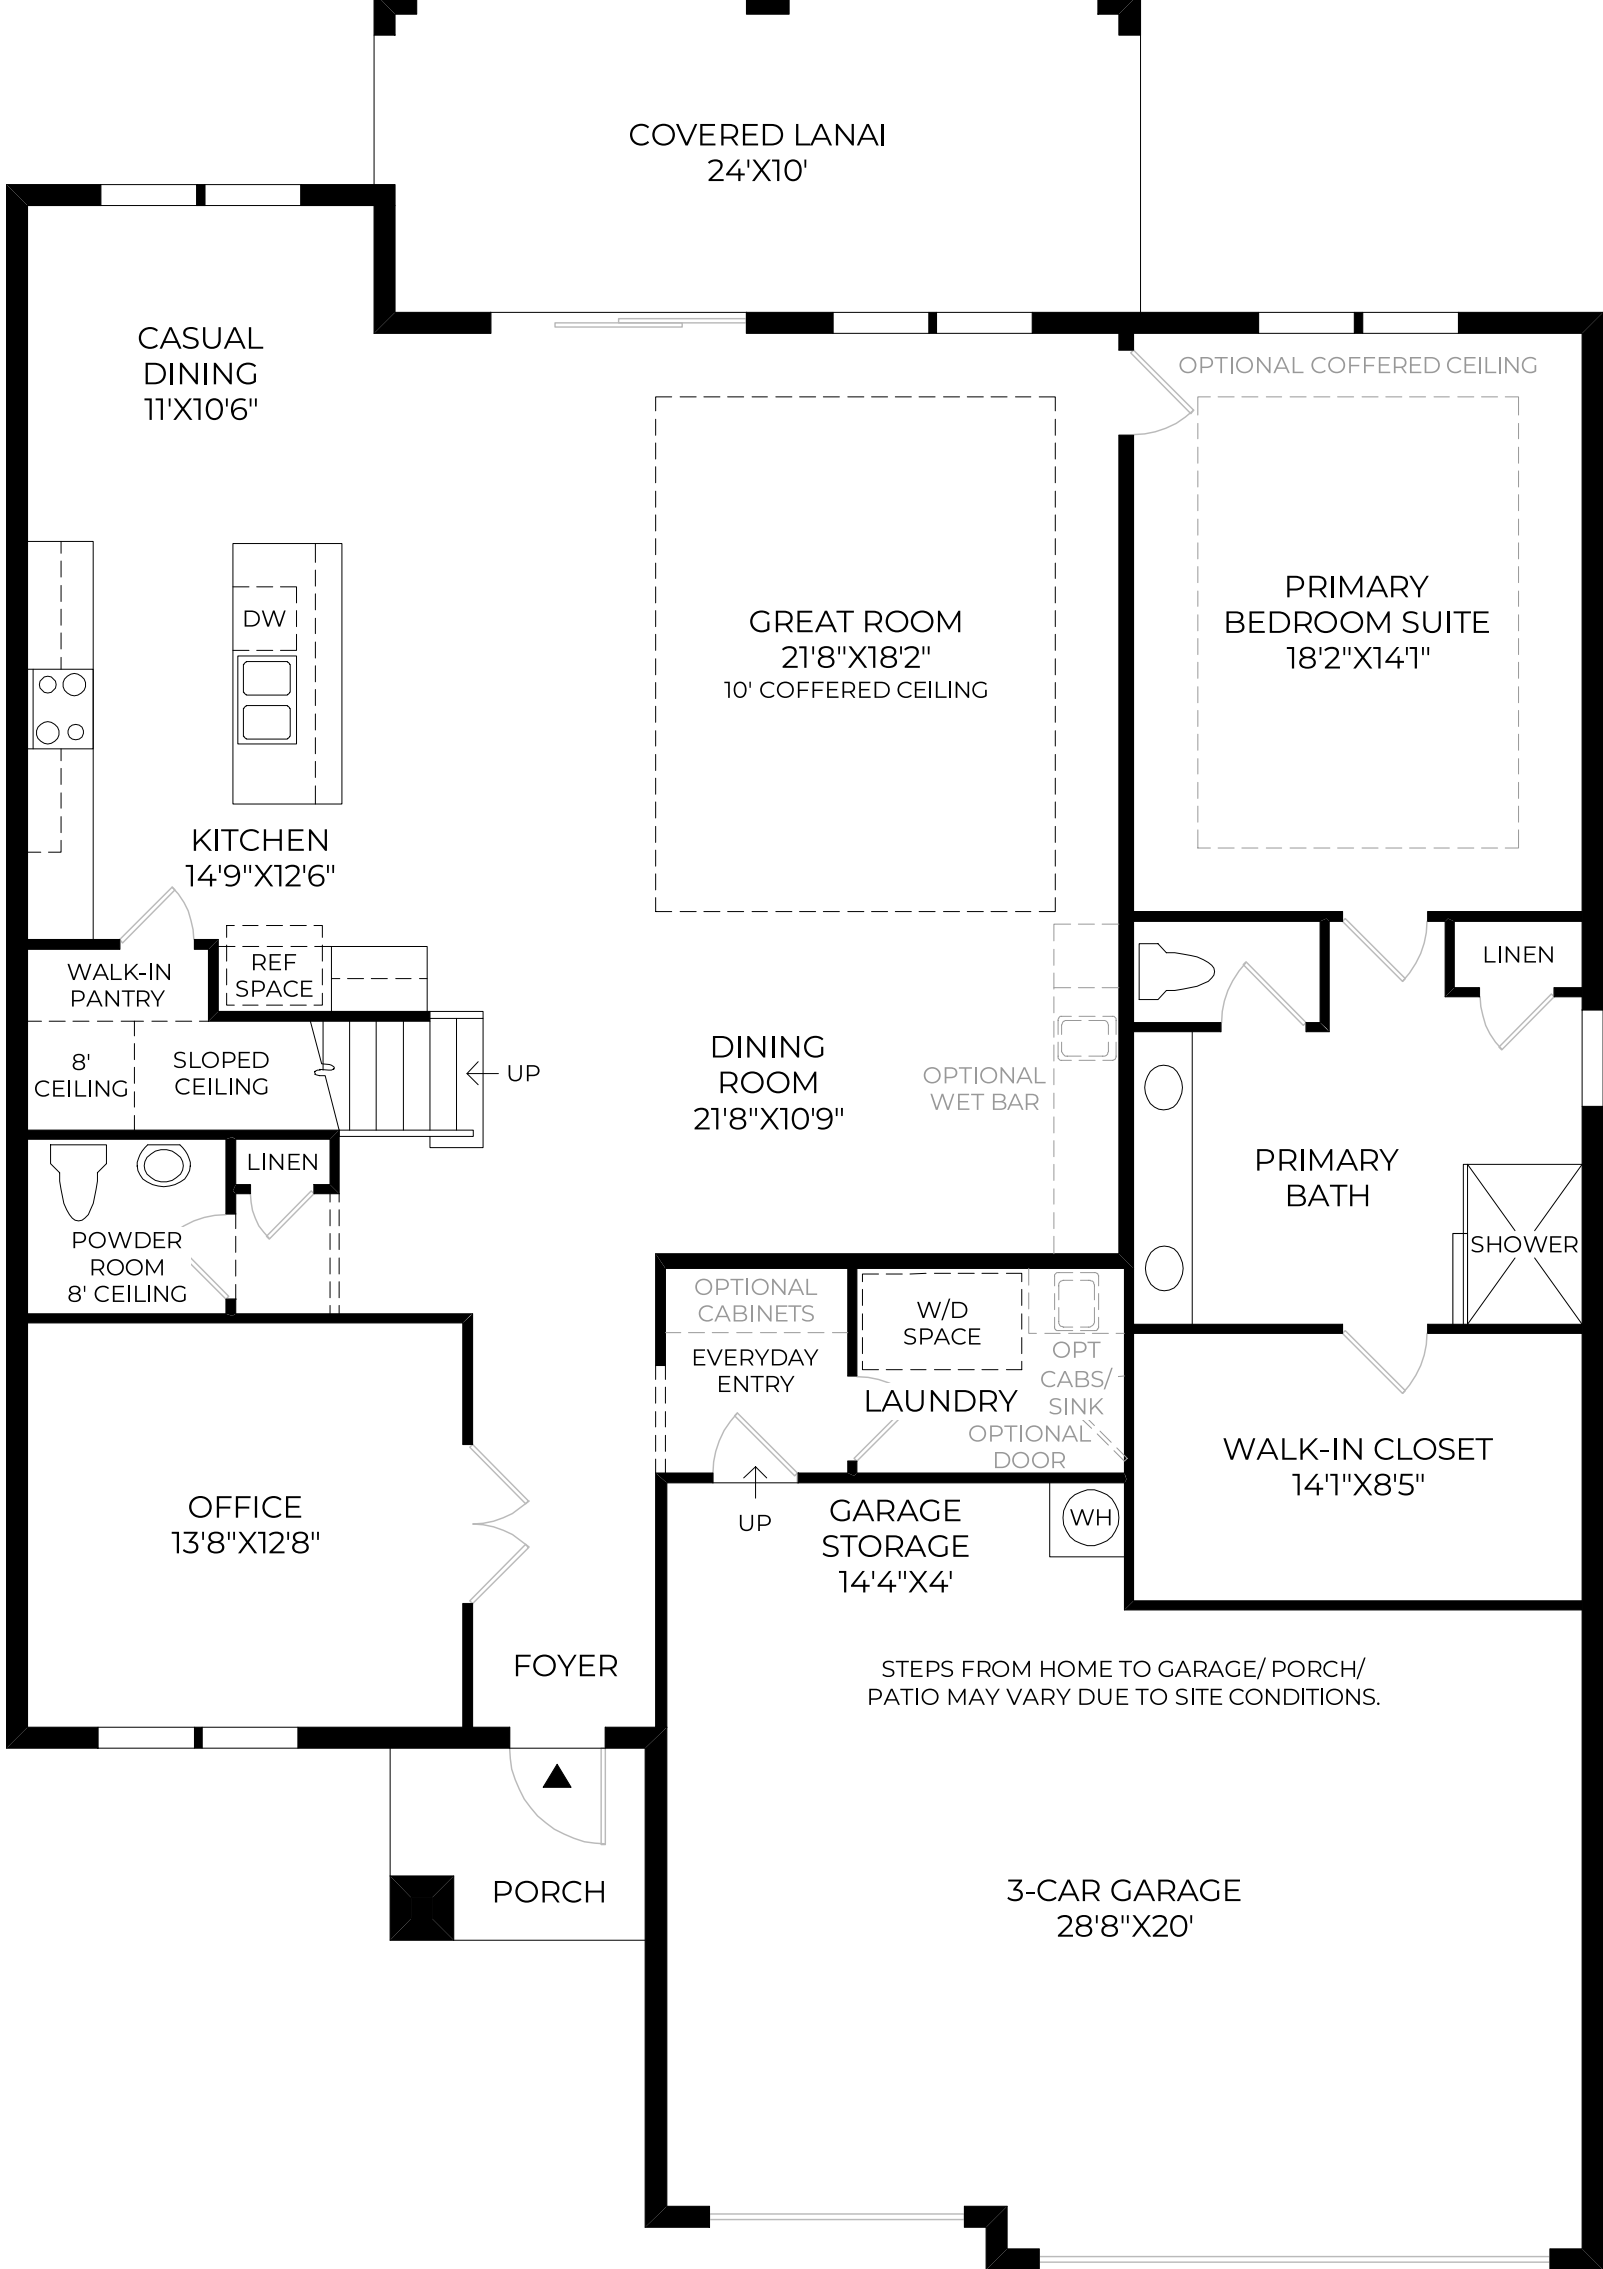 COVERED LANAI
24'X10'
CASUAL
DINING
11'X10'6"
OPTIONAL COFFERED CEILING
GREAT ROOM
21'8"X18'2"
10' COFFERED CEILING
PRIMARY
BEDROOM SUITE
18'2"X14'1"
DW
KITCHEN
14'9"X12'6"
WALK-IN
PANTRY
REF
SPACE
LINEN
8'
CEILING
SLOPED
CEILING
UP
DINING
ROOM
21'8"X10'9"
OPTIONAL
WET BAR
PRIMARY
BATH
SHOWER
LINEN
POWDER
ROOM
8' CEILING
OPTIONAL
CABINETS
EVERYDAY
ENTRY
W/D
SPACE
LAUNDRY
OPT
CABS/
SINK
OPTIONAL
DOOR
WALK-IN CLOSET
14'1"X8'5"
OFFICE
13'8"X12'8"
UP
GARAGE
STORAGE
14'4"X4'
WH
FOYER
STEPS FROM HOME TO GARAGE/ PORCH/
PATIO MAY VARY DUE TO SITE CONDITIONS.
PORCH
3-CAR GARAGE
28'8"X20'